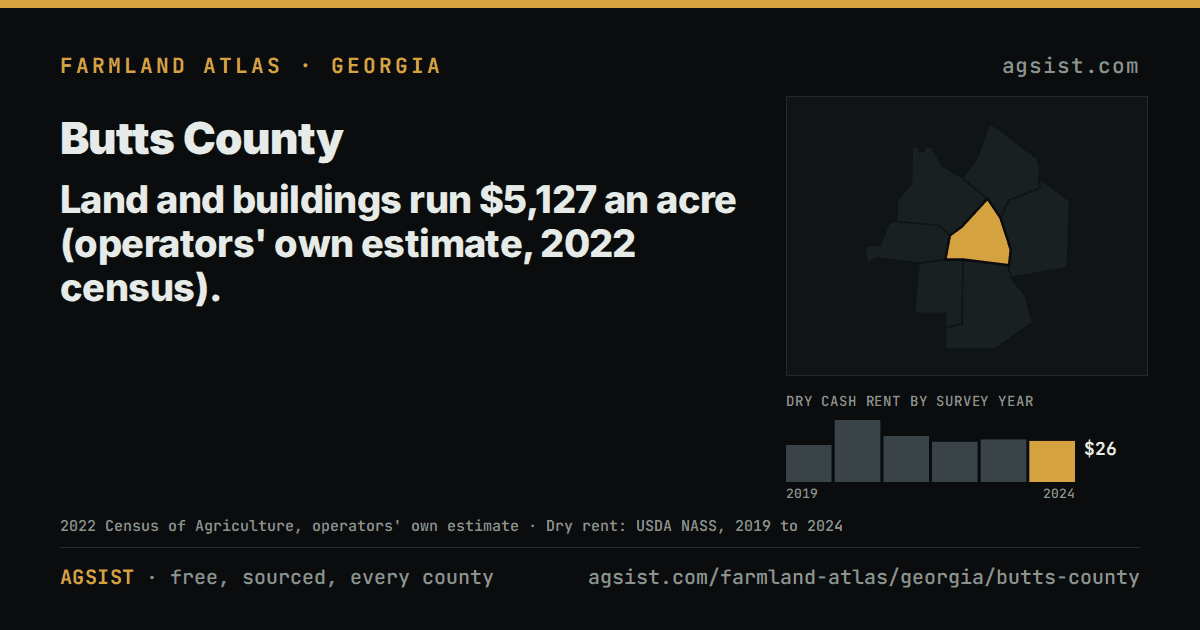 FARMLAND ATLAS · GEORGIA
agsist.com
Butts County
Land and buildings run $5,127 an acre
(operators' own estimate, 2022
census).
DRY CASH RENT BY SURVEY YEAR
$26
2019
2024
2022 Census of Agriculture, operators' own estimate · Dry rent: USDA NASS, 2019 to 2024
AGSIST · free, sourced, every county
agsist.com/farmland-atlas/georgia/butts-county